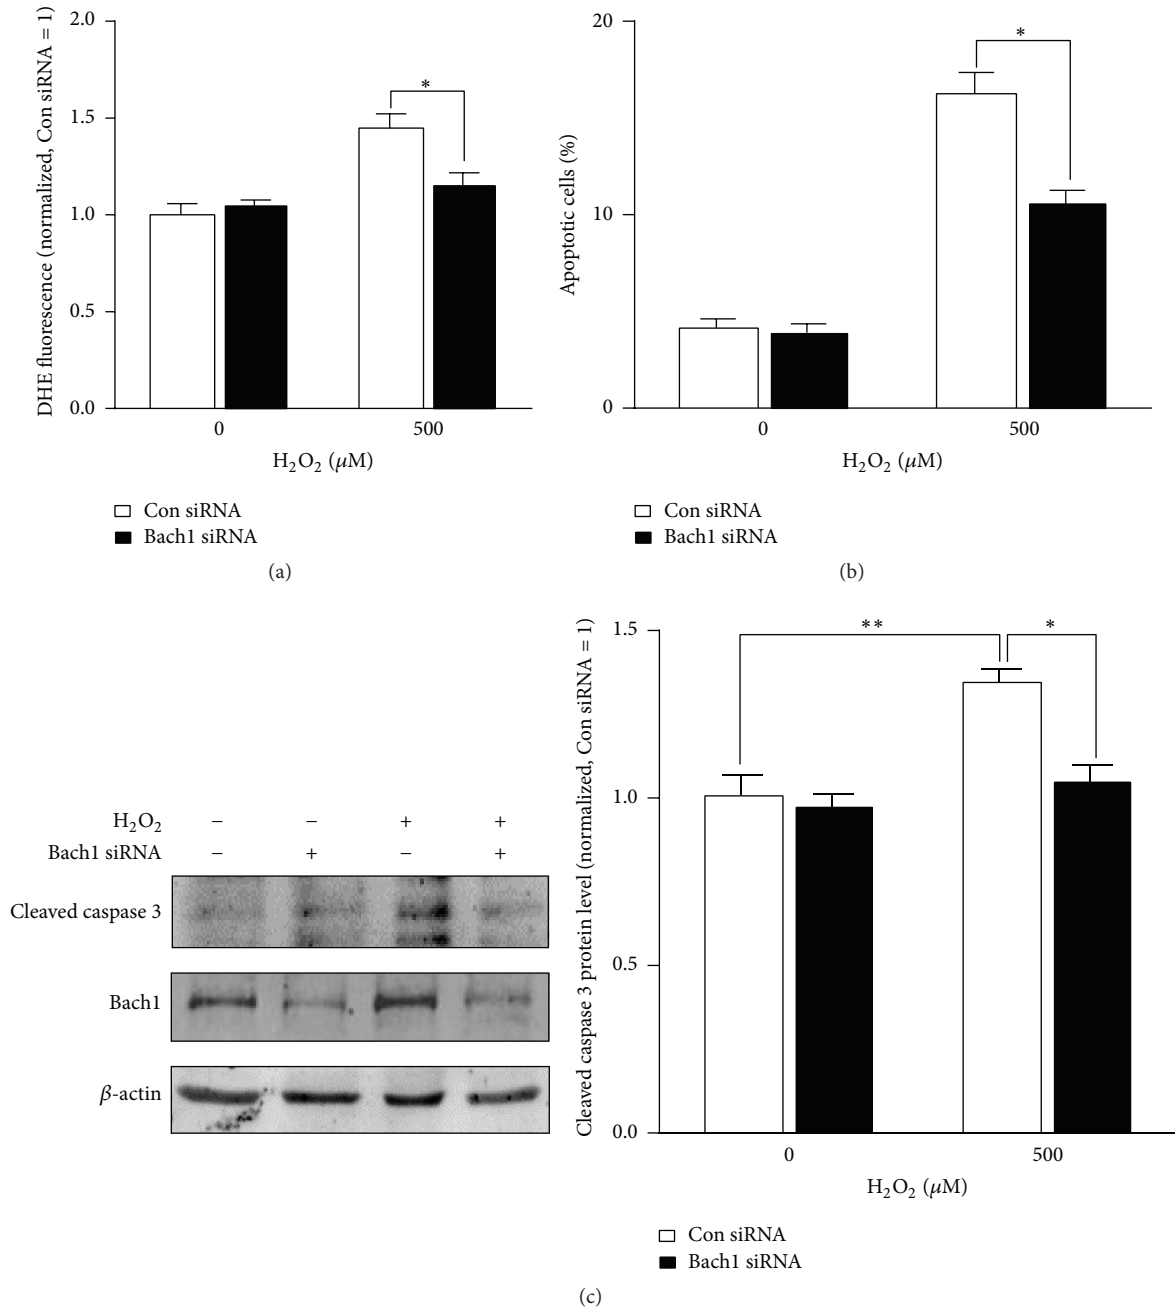 DHE fluorescence (normalized, Con siRNA = 1)
2.0
1.5
1.0
0.5
0.0
*
0
500
H₂O₂ (μM)
Con siRNA
Bach1 siRNA
(a)
Apoptotic cells (%)
20
10
0
*
0
500
H₂O₂ (μM)
Con siRNA
Bach1 siRNA
(b)
H₂O₂ − − + +
Bach1 siRNA − + − +
Cleaved caspase 3
Bach1
β-actin
Cleaved caspase 3 protein level (normalized, Con siRNA = 1)
1.5
1.0
0.5
0.0
**
*
0
500
H₂O₂ (μM)
Con siRNA
Bach1 siRNA
(c)